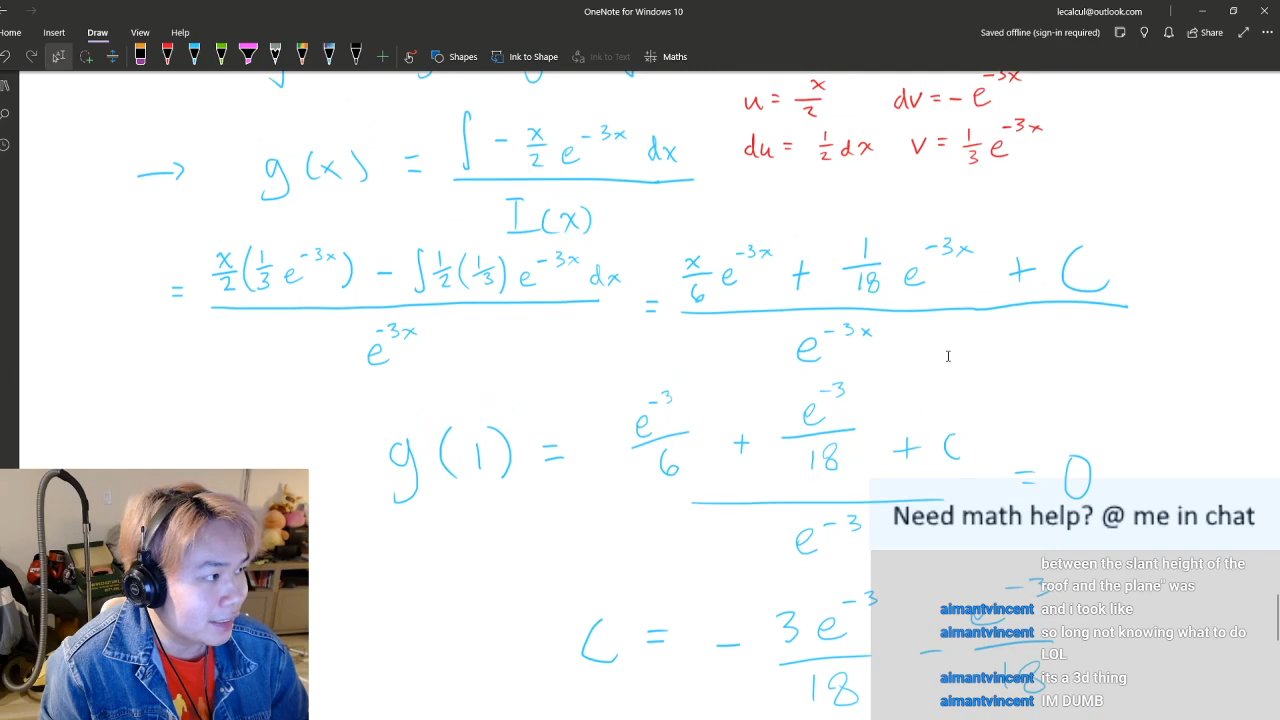 OneNote for Windows 10
lecalcul@outlook.com
Home Insert Draw View Help
Saved offline (sign-in required)
Share
Shapes Ink to Shape Ink to Text Maths
u = x/2 dv = - e^{-3x}
du = 1/2 dx v = 1/3 e^{-3x}
→ g(x) = ∫ - x/2 e^{-3x} dx / I(x)
= x/2 (1/3 e^{-3x}) - ∫ 1/2 (1/3) e^{-3x} dx / e^{-3x} = x/6 e^{-3x} + 1/18 e^{-3x} + C / e^{-3x}
g(1) = e^{-3}/6 + e^{-3}/18 + C / e^{-3} = 0
C = - 3e^{-3}/18 - e^{-3}/18
Need math help? @ me in chat
between the slant height of the
roof and the plane" was
aimantvincent and i took like
aimantvincent so long not knowing what to do
LOL
aimantvincent its a 3d thing
aimantvincent IM DUMB